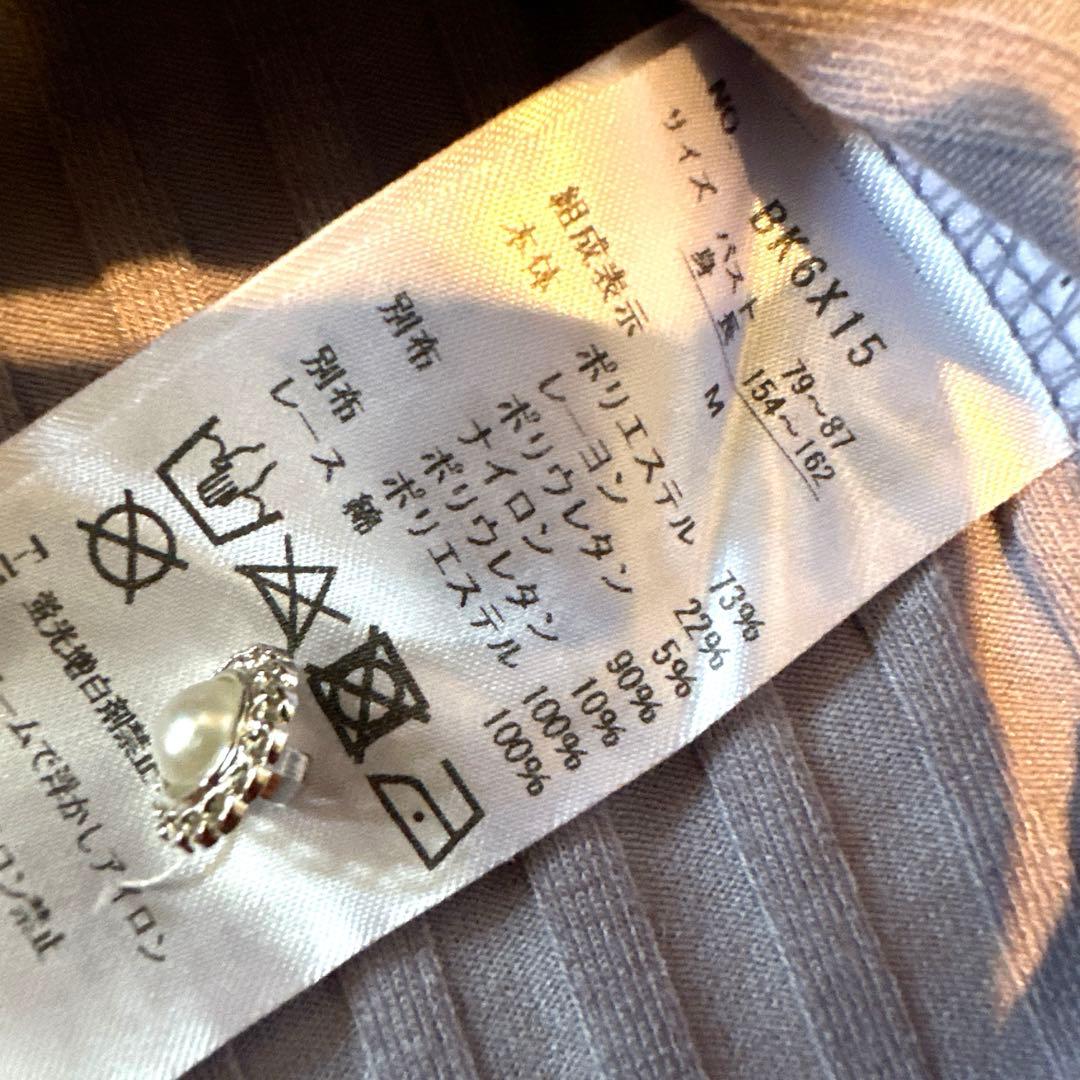 NO BK6X15
サイズ バスト 79〜87
身長 154〜162
M
組成表示
本体 ポリエステル 73%
レーヨン 22%
ポリウレタン 5%
別布 ナイロン 90%
ポリウレタン 10%
別布 ポリエステル 100%
レース 綿 100%
蛍光増白剤禁止
ームで浮かしアイロン
ロン禁止